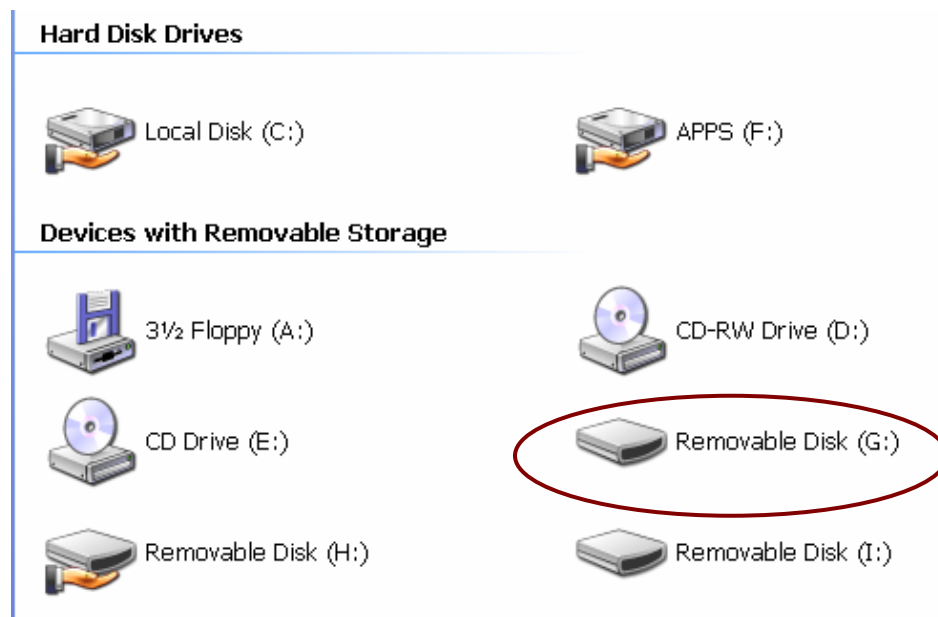 Hard Disk Drives
Local Disk (C:)
APPS (F:)
Devices with Removable Storage
3½ Floppy (A:)
CD-RW Drive (D:)
CD Drive (E:)
Removable Disk (G:)
Removable Disk (H:)
Removable Disk (I:)